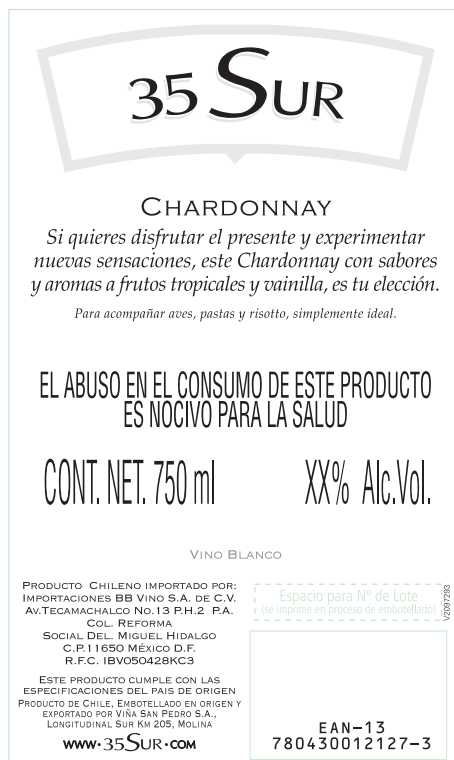 35 SUR
CHARDONNAY
Si quieres disfrutar el presente y experimentar
nuevas sensaciones, este Chardonnay con sabores
y aromas a frutos tropicales y vainilla, es tu elección.
Para acompañar aves, pastas y risotto, simplemente ideal.
EL ABUSO EN EL CONSUMO DE ESTE PRODUCTO
ES NOCIVO PARA LA SALUD
CONT. NET. 750 ml XX% Alc.Vol.
VINO BLANCO
PRODUCTO CHILENO IMPORTADO POR:
IMPORTACIONES BB VINO S.A. DE C.V.
AV.TECAMACHALCO NO.13 P.H.2 P.A.
COL. REFORMA
SOCIAL DEL. MIGUEL HIDALGO
C.P.11650 MÉXICO D.F.
R.F.C. IBV050428KC3
ESTE PRODUCTO CUMPLE CON LAS
ESPECIFICACIONES DEL PAIS DE ORIGEN
PRODUCTO DE CHILE, EMBOTELLADO EN ORIGEN Y
EXPORTADO POR VIÑA SAN PEDRO S.A.,
LONGITUDINAL SUR KM 205, MOLINA
WWW·35SUR·COM
Espacio para Nº de Lote
(se imprime en proceso de embotellado)
V2097293
EAN-13
780430012127-3